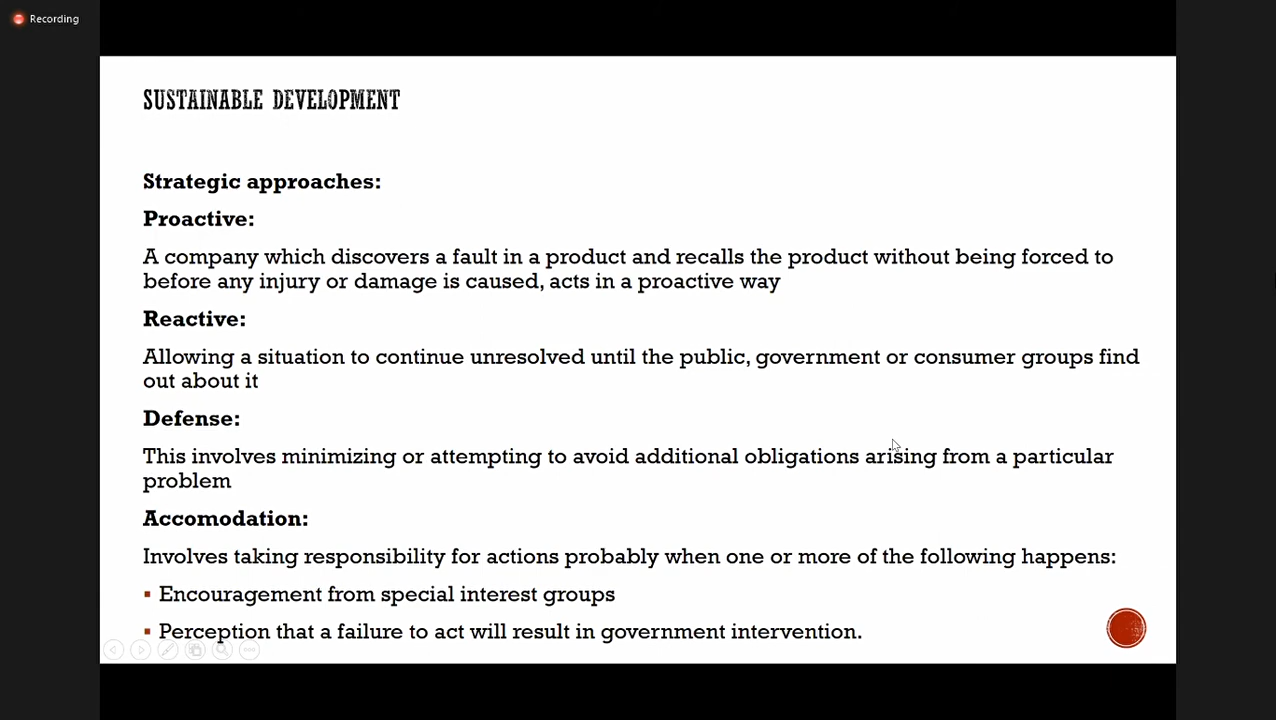 Recording
SUSTAINABLE DEVELOPMENT
Strategic approaches:
Proactive:
A company which discovers a fault in a product and recalls the product without being forced to
before any injury or damage is caused, acts in a proactive way
Reactive:
Allowing a situation to continue unresolved until the public, government or consumer groups find
out about it
Defense:
This involves minimizing or attempting to avoid additional obligations arising from a particular
problem
Accomodation:
Involves taking responsibility for actions probably when one or more of the following happens:
▪ Encouragement from special interest groups
▪ Perception that a failure to act will result in government intervention.